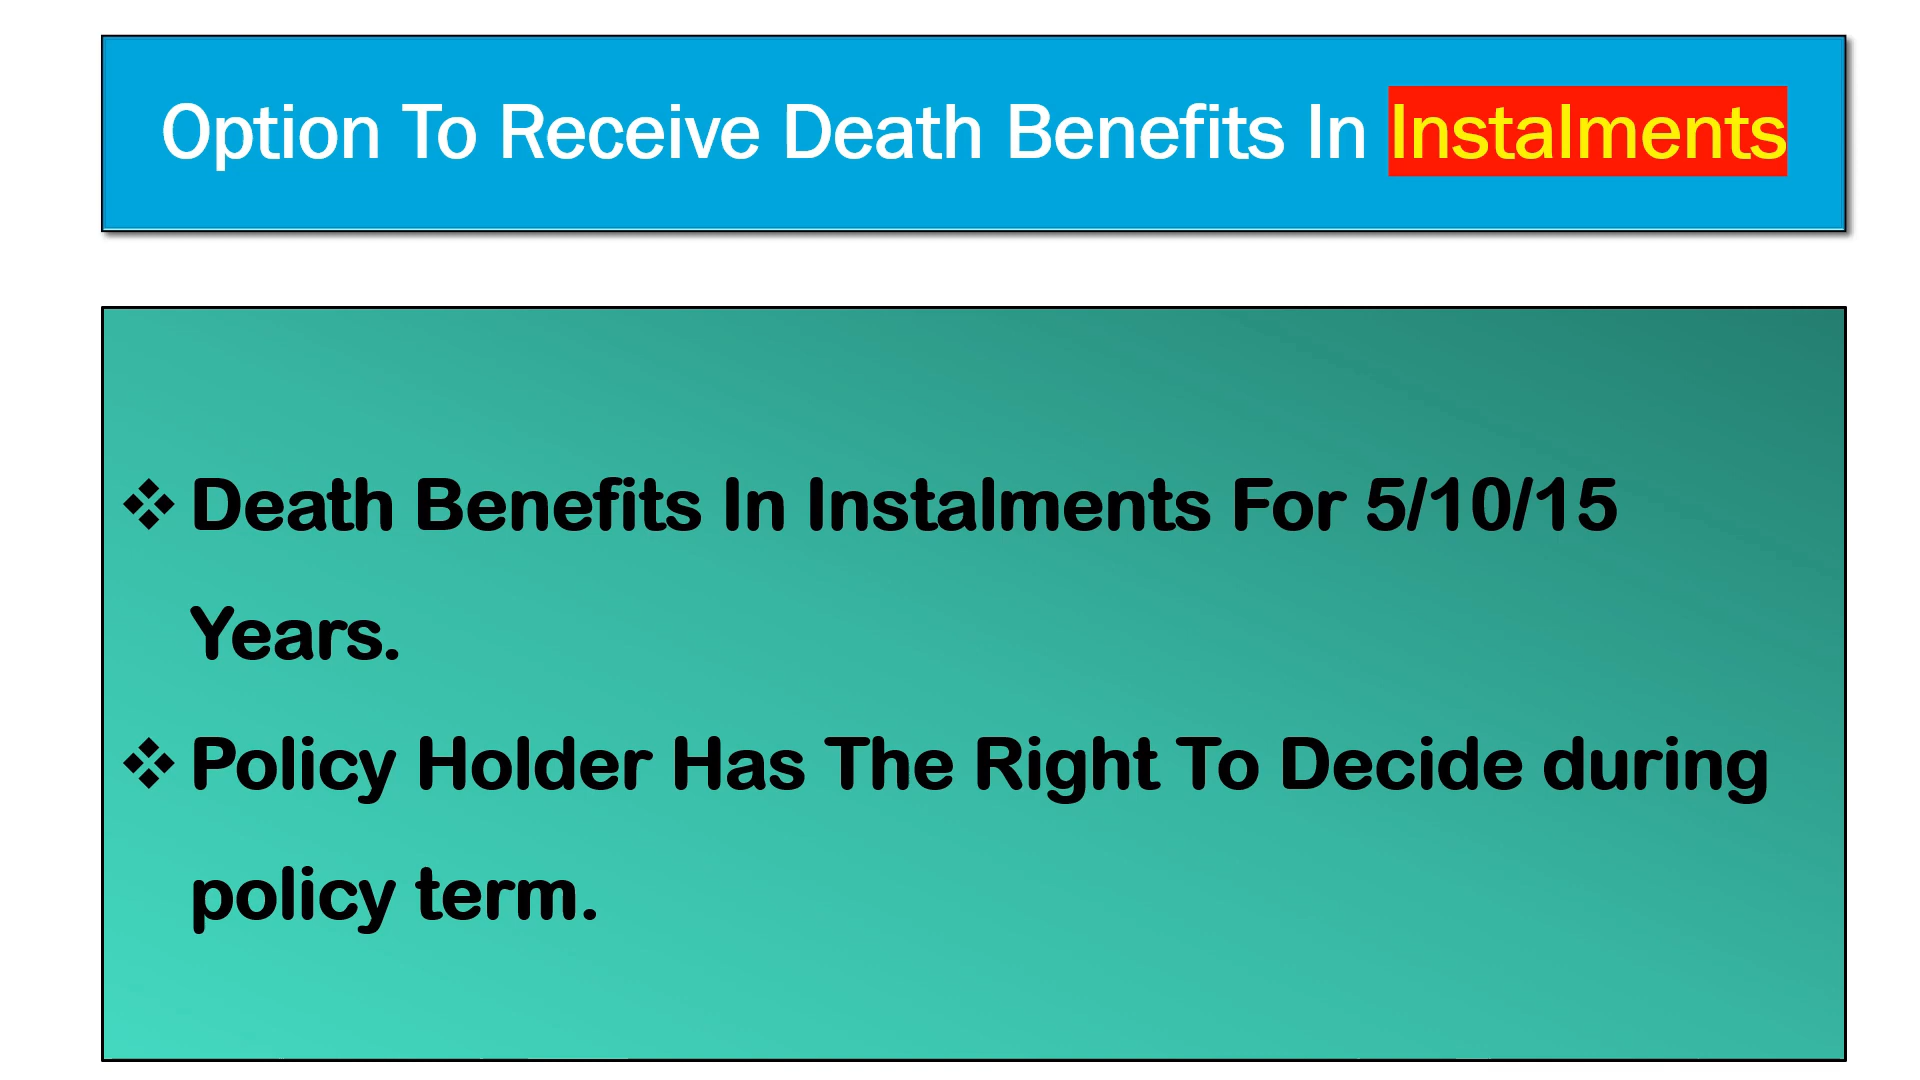 Option To Receive Death Benefits In Instalments
❖ Death Benefits In Instalments For 5/10/15
Years.
❖ Policy Holder Has The Right To Decide during
policy term.